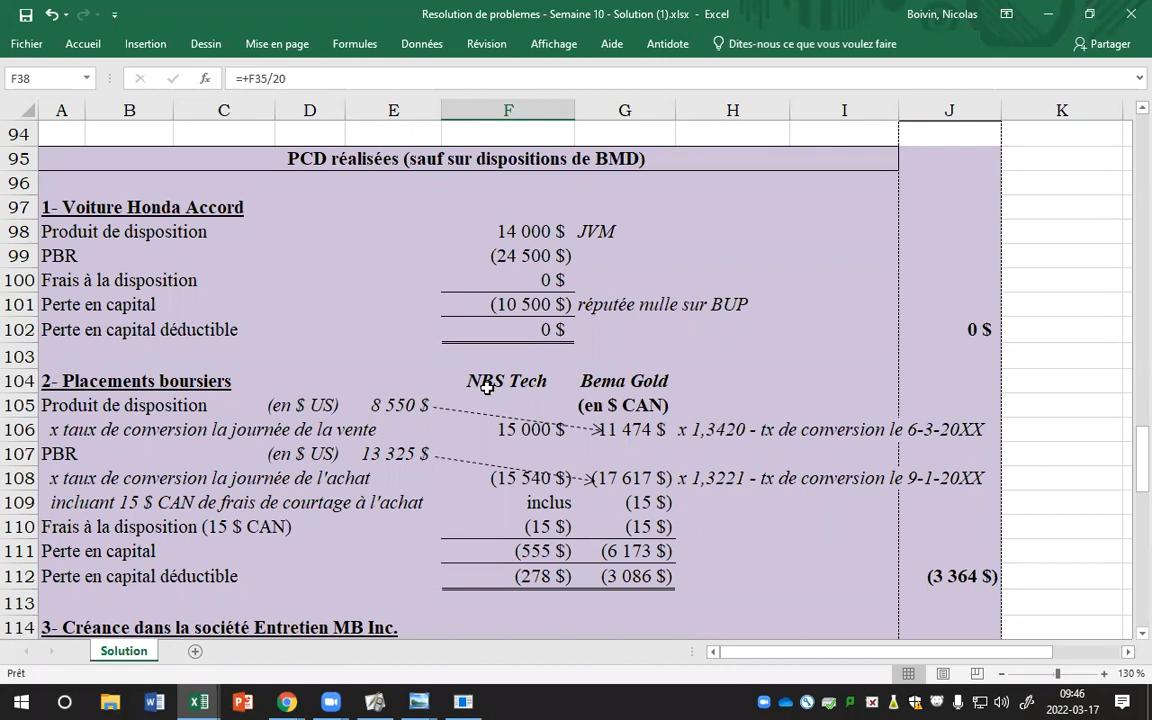 Resolution de problemes - Semaine 10 - Solution (1).xlsx - Excel
Boivin, Nicolas
Fichier Accueil Insertion Dessin Mise en page Formules Données Révision Affichage Aide Antidote Dites-nous ce que vous voulez faire Partager
F38 fx =+F35/20
A B C D E F G H I J K
94
95 PCD réalisées (sauf sur dispositions de BMD)
96
97 1- Voiture Honda Accord
98 Produit de disposition 14 000 $ JVM
99 PBR (24 500 $)
100 Frais à la disposition 0 $
101 Perte en capital (10 500 $) réputée nulle sur BUP
102 Perte en capital déductible 0 $ 0 $
103
104 2- Placements boursiers NRS Tech Bema Gold
105 Produit de disposition (en $ US) 8 550 $ (en $ CAN)
106 x taux de conversion la journée de la vente 15 000 $ 11 474 $ x 1,3420 - tx de conversion le 6-3-20XX
107 PBR (en $ US) 13 325 $
108 x taux de conversion la journée de l'achat (15 540 $) (17 617 $) x 1,3221 - tx de conversion le 9-1-20XX
109 incluant 15 $ CAN de frais de courtage à l'achat inclus (15 $)
110 Frais à la disposition (15 $ CAN) (15 $) (15 $)
111 Perte en capital (555 $) (6 173 $)
112 Perte en capital déductible (278 $) (3 086 $) (3 364 $)
113
114 3- Créance dans la société Entretien MB Inc.
Solution
Prêt 130 %
09:46
2022-03-17